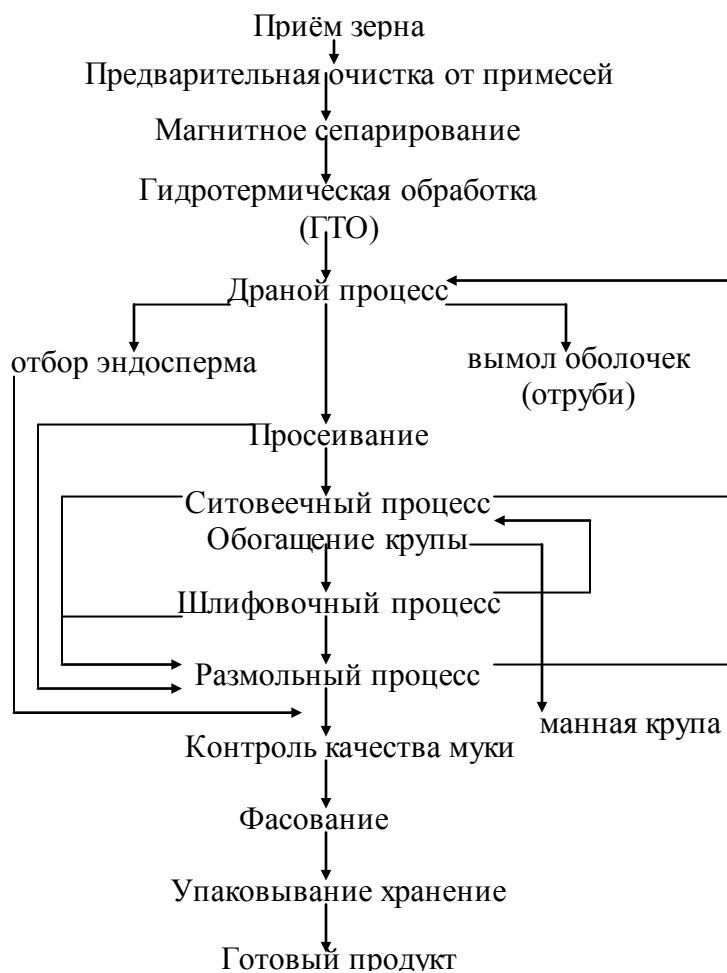 Приём зерна
Предварительная очистка от примесей
Магнитное сепарирование
Гидротермическая обработка
(ГТО)
Драной процесс
отбор эндосперма
вымол оболочек
(отруби)
Просеивание
Ситовеечный процесс
Обогащение крупы
Шлифовочный процесс
Размольный процесс
манная крупа
Контроль качества муки
Фасование
Упаковывание хранение
Готовый продукт